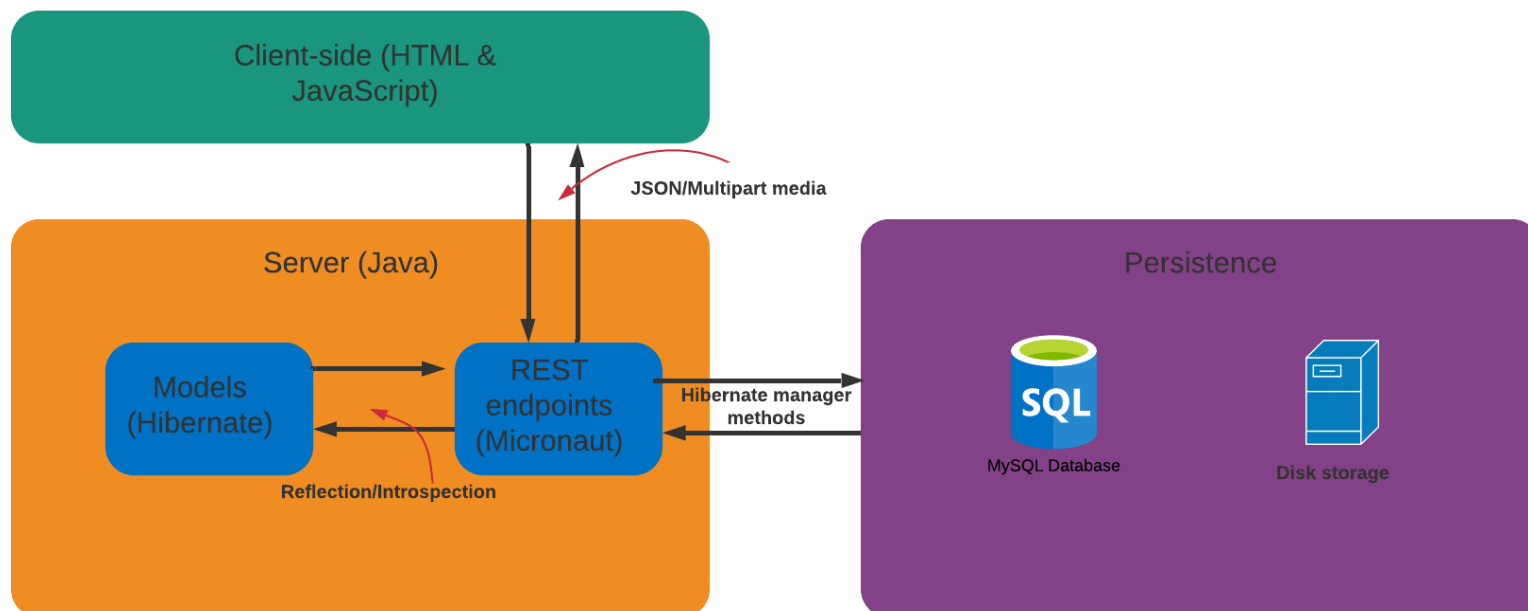 Client-side (HTML &
JavaScript)
JSON/Multipart media
Server (Java)
Persistence
Models
(Hibernate)
REST
endpoints
(Micronaut)
Hibernate manager
methods
Reflection/Introspection
SQL
MySQL Database
Disk storage